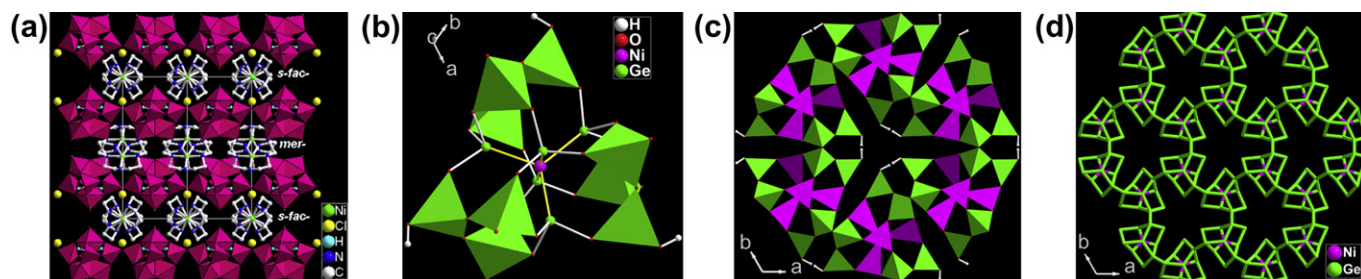 (a)
s-fac-
mer-
s-fac-
Ni
Cl
H
N
C
(b)
b
c
a
H
O
Ni
Ge
(c)
b
a
(d)
b
a
Ni
Ge